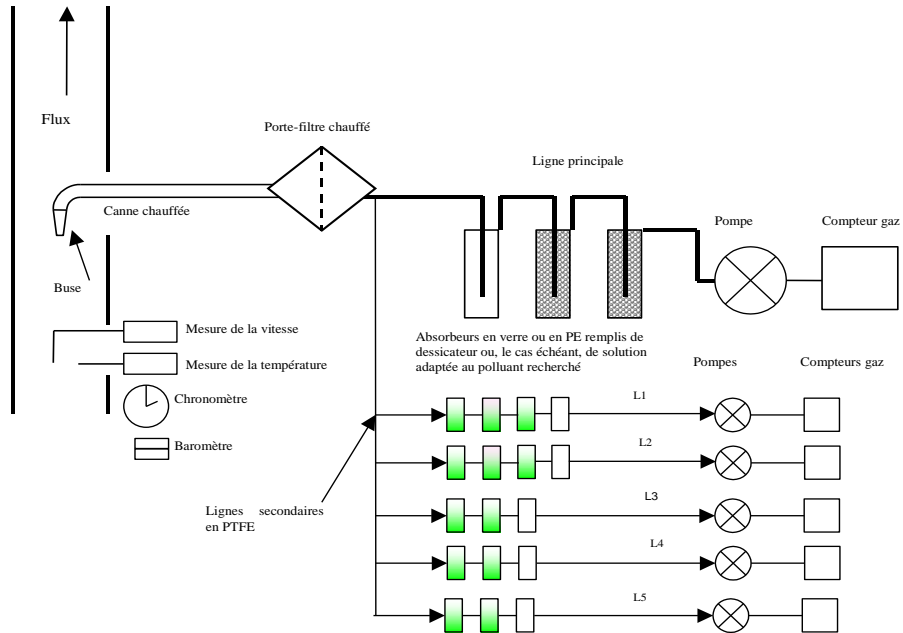 Flux
Porte-filtre chauffé
Ligne principale
Canne chauffée
Pompe
Compteur gaz
Buse
Mesure de la vitesse
Absorbeurs en verre ou en PE remplis de
dessicateur ou, le cas échéant, de solution
adaptée au polluant recherché
Mesure de la température
Pompes
Compteurs gaz
Chronomètre
L1
Baromètre
L2
Lignes secondaires
en PTFE
L3
L4
L5